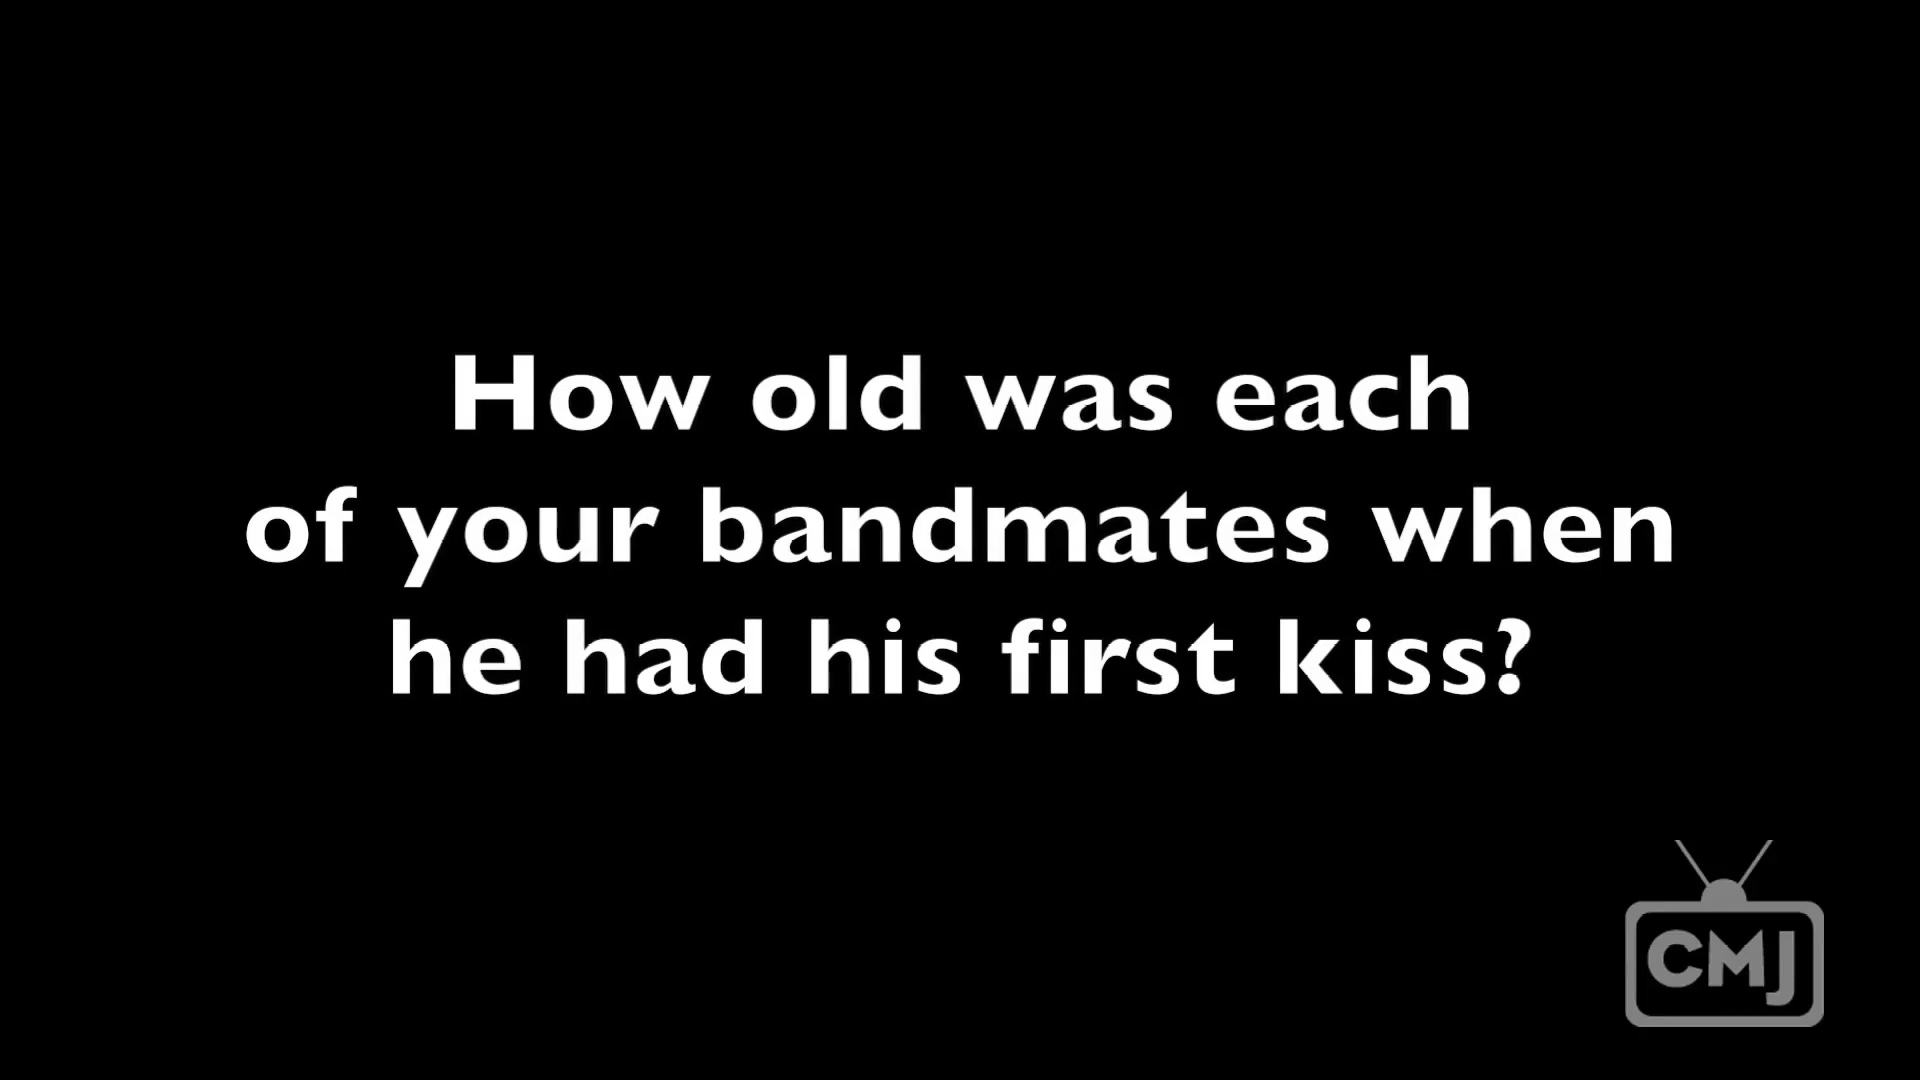 How old was each
of your bandmates when
he had his first kiss?
CMJ